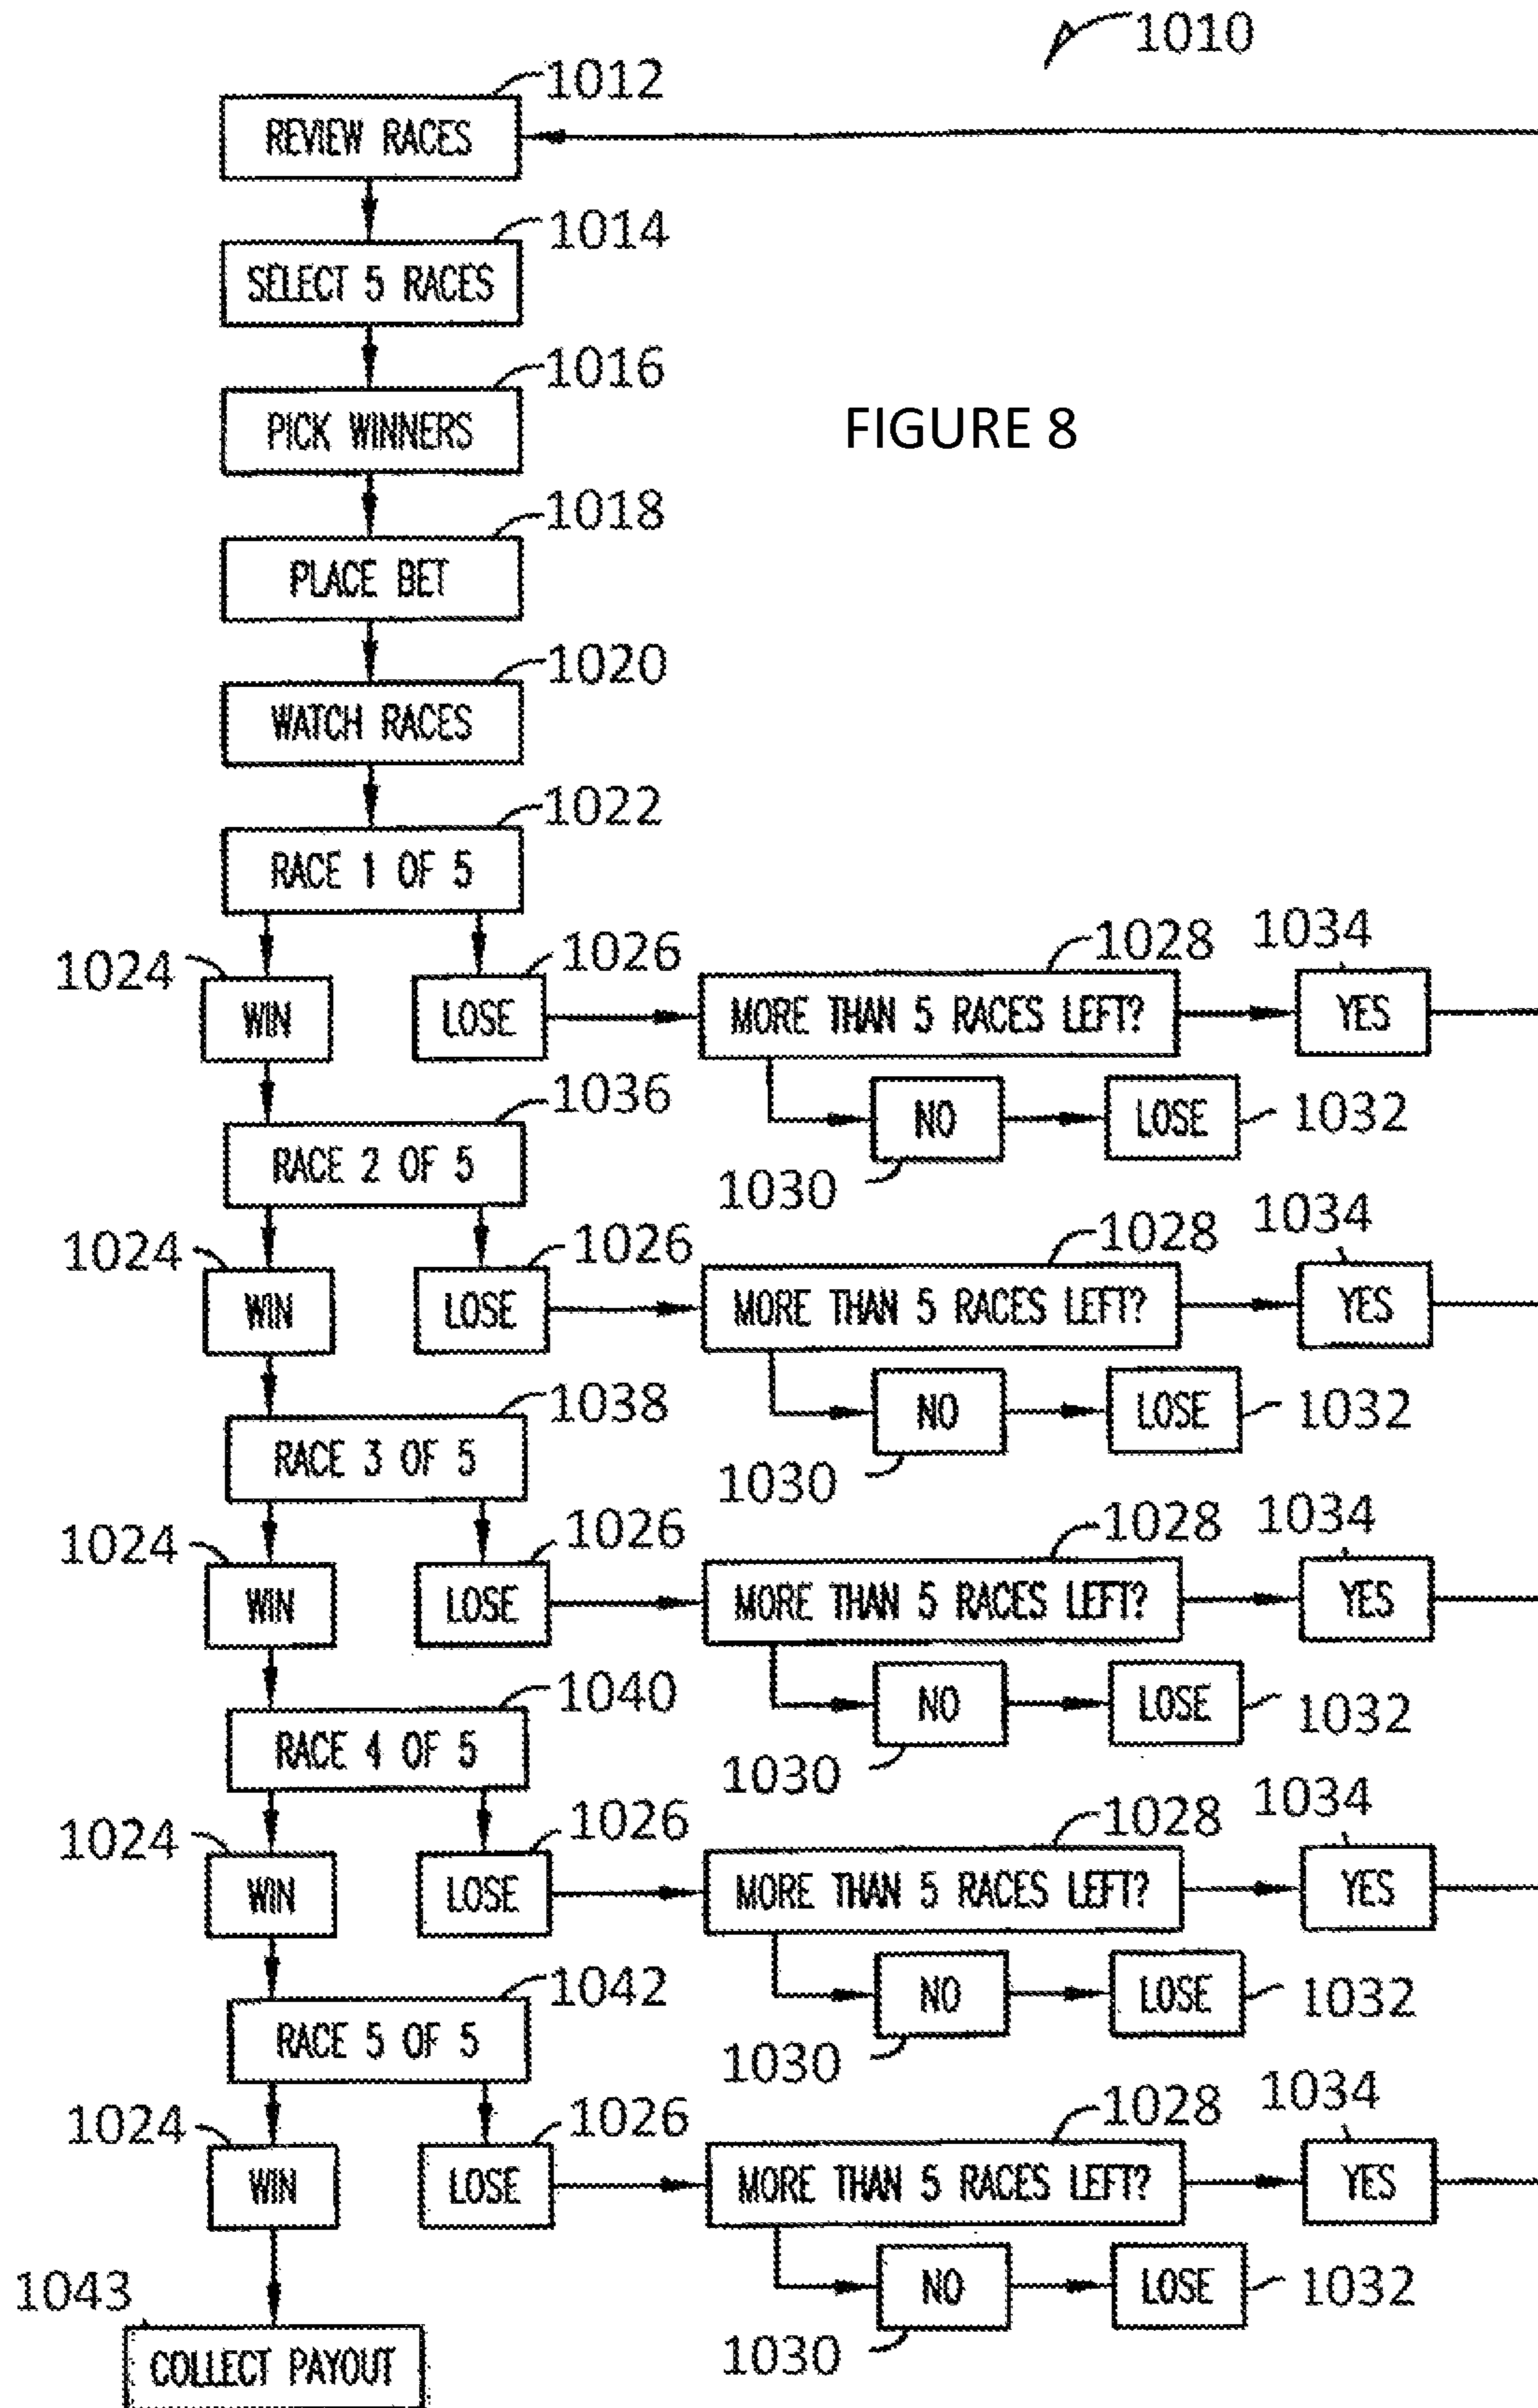 1010
1012
REVIEW RACES
1014
SELECT 5 RACES
1016
PICK WINNERS
FIGURE 8
1018
PLACE BET
1020
WATCH RACES
1022
RACE 1 OF 5
1024
WIN
1026
LOSE
1028
MORE THAN 5 RACES LEFT?
1034
YES
NO
LOSE
1032
1030
1036
RACE 2 OF 5
1024
WIN
1026
LOSE
1028
MORE THAN 5 RACES LEFT?
1034
YES
NO
LOSE
1032
1030
1038
RACE 3 OF 5
1024
WIN
1026
LOSE
1028
MORE THAN 5 RACES LEFT?
1034
YES
NO
LOSE
1032
1030
1040
RACE 4 OF 5
1024
WIN
1026
LOSE
1028
MORE THAN 5 RACES LEFT?
1034
YES
NO
LOSE
1032
1030
1042
RACE 5 OF 5
1024
WIN
1026
LOSE
1028
MORE THAN 5 RACES LEFT?
1034
YES
NO
LOSE
1032
1030
1043
COLLECT PAYOUT